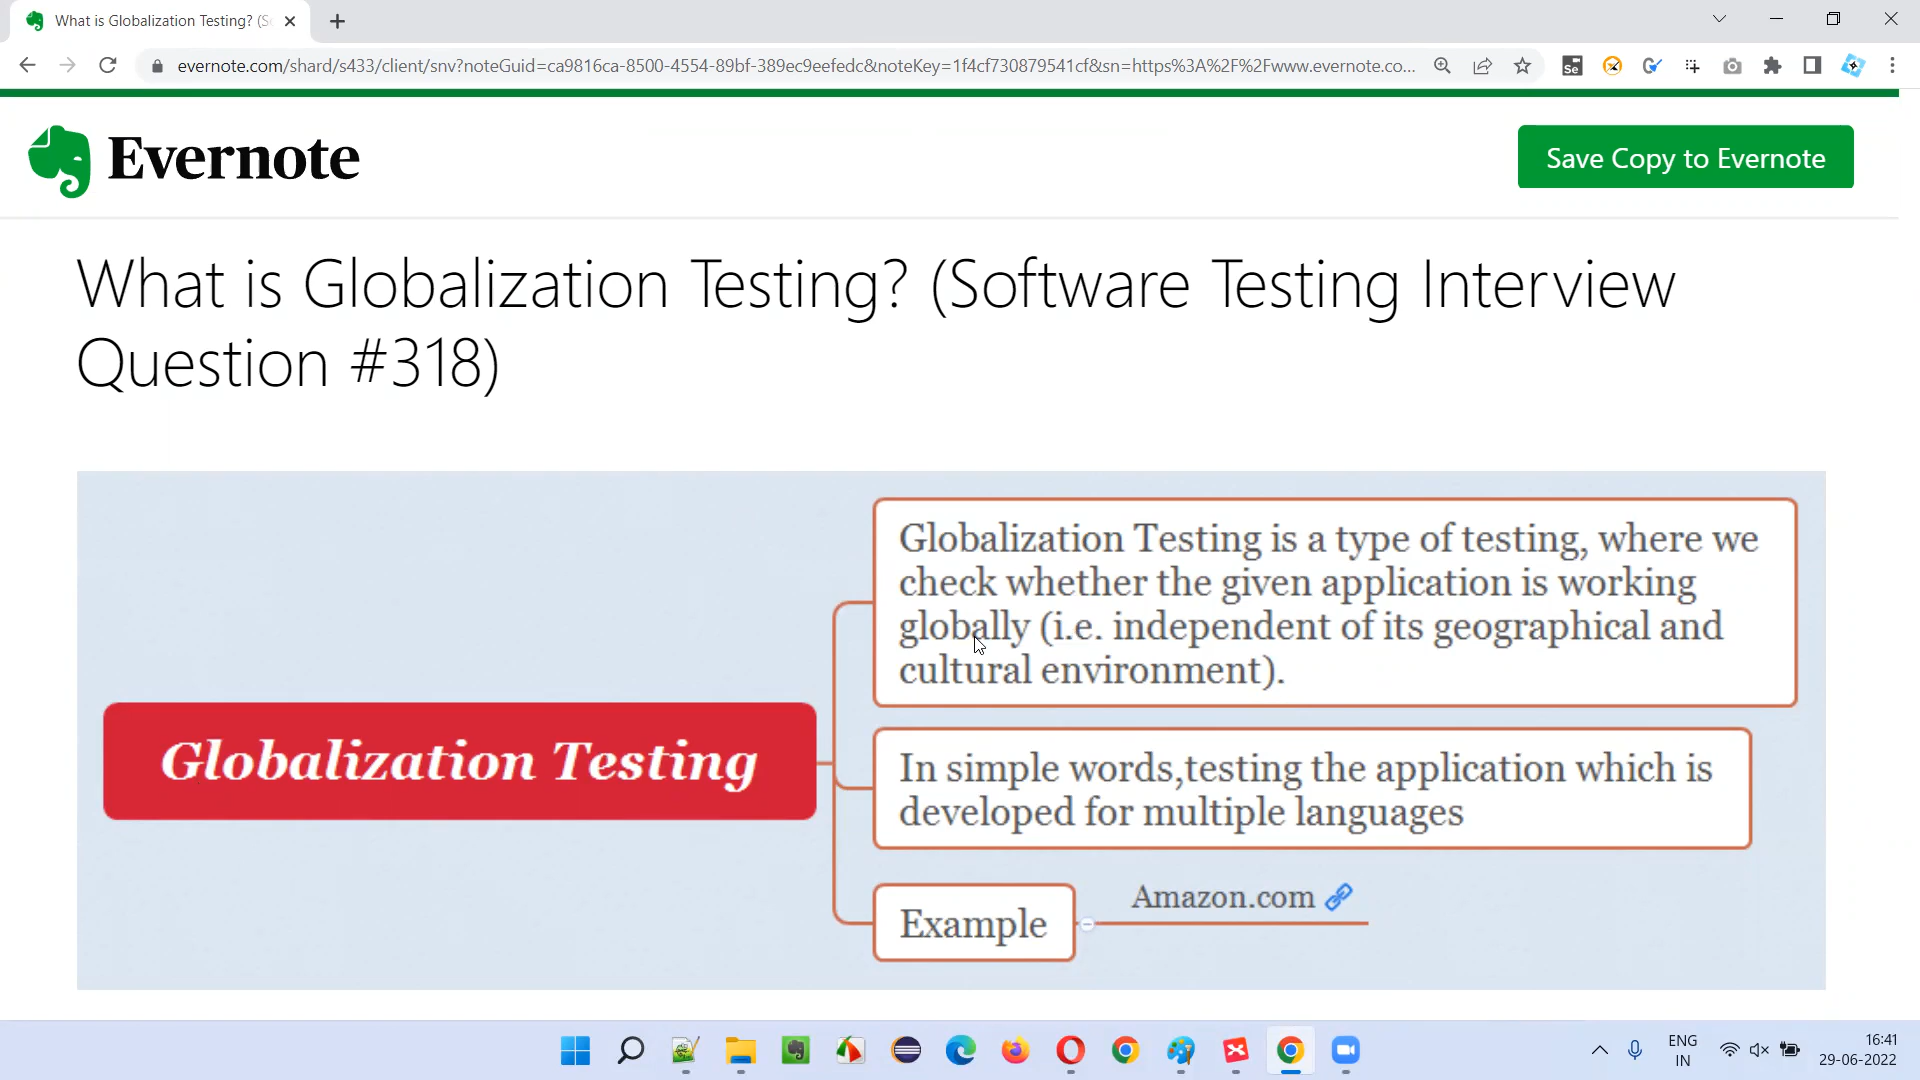 What is Globalization Testing? (S
evernote.com/shard/s433/client/snv?noteGuid=ca9816ca-8500-4554-89bf-389ec9eefedc&noteKey=1f4cf730879541cf&sn=https%3A%2F%2Fwww.evernote.co...
Se
Evernote
Save Copy to Evernote
What is Globalization Testing? (Software Testing Interview
Question #318)
Globalization Testing is a type of testing, where we
check whether the given application is working
globally (i.e. independent of its geographical and
cultural environment).
Globalization Testing
In simple words,testing the application which is
developed for multiple languages
Example
Amazon.com
ENG
IN
16:41
29-06-2022